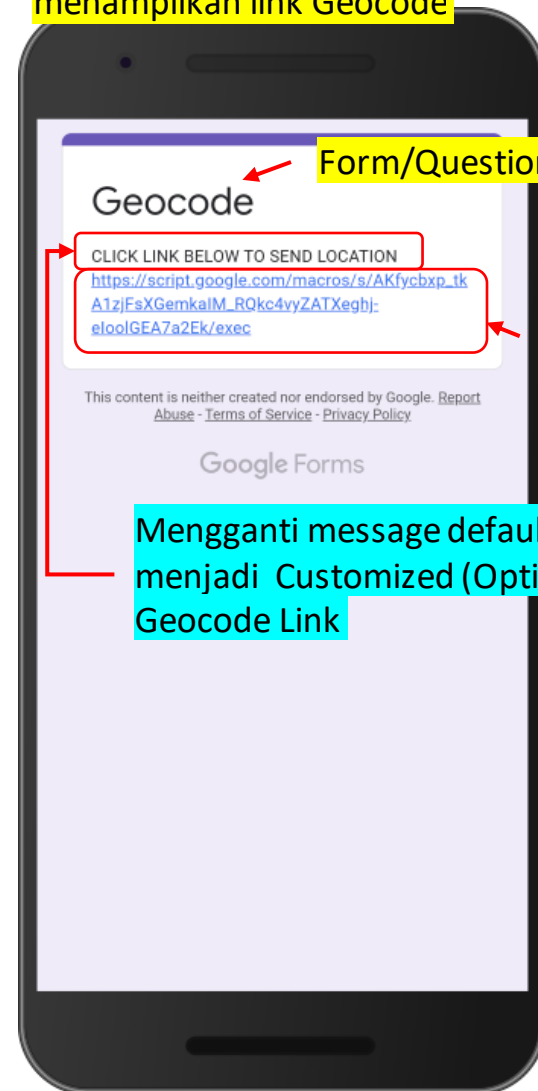 menampilkan link Geocode
Form/Question
Geocode
CLICK LINK BELOW TO SEND LOCATION
https://script.google.com/macros/s/AKfycbxp_tk
A1zjFsXGemkaIM_RQkc4vyZATXeghj-
eIooIGEA7a2Ek/exec
This content is neither created nor endorsed by Google. Report
Abuse - Terms of Service - Privacy Policy
Google Forms
Mengganti message defaul
menjadi Customized (Opti
Geocode Link